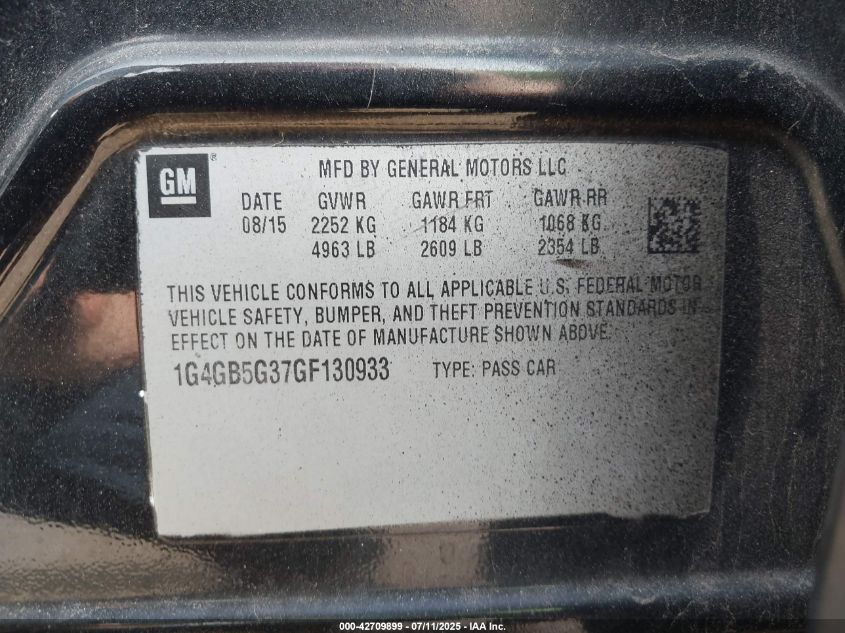 GM ®
MFD BY GENERAL MOTORS LLC
DATE GVWR GAWR FRT GAWR RR
08/15 2252 KG 1184 KG 1068 KG
4963 LB 2609 LB 2354 LB
THIS VEHICLE CONFORMS TO ALL APPLICABLE U.S. FEDERAL MOTOR
VEHICLE SAFETY, BUMPER, AND THEFT PREVENTION STANDARDS IN
EFFECT ON THE DATE OF MANUFACTURE SHOWN ABOVE.
1G4GB5G37GF130933 TYPE: PASS CAR
000-42709899 - 07/11/2025 - IAA Inc.